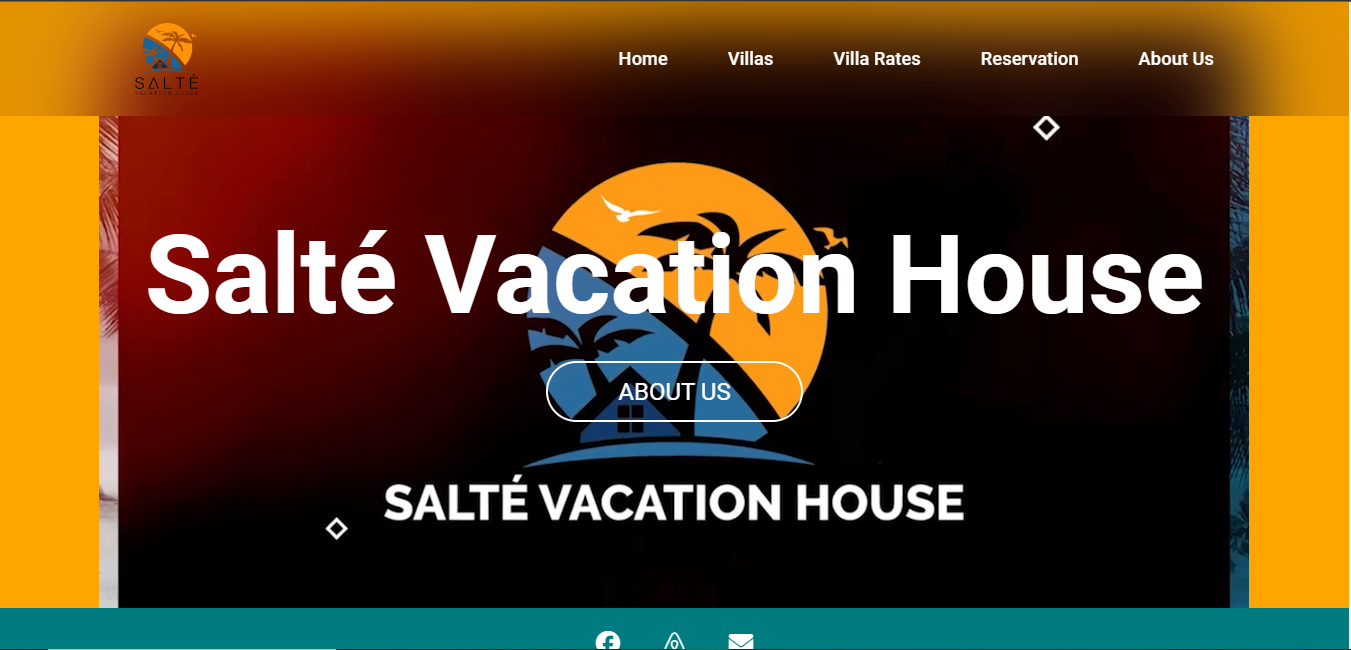 SALTÉ
VACATION HOUSE
Home
Villas
Villa Rates
Reservation
About Us
Salté Vacation House
ABOUT US
SALTÉ VACATION HOUSE